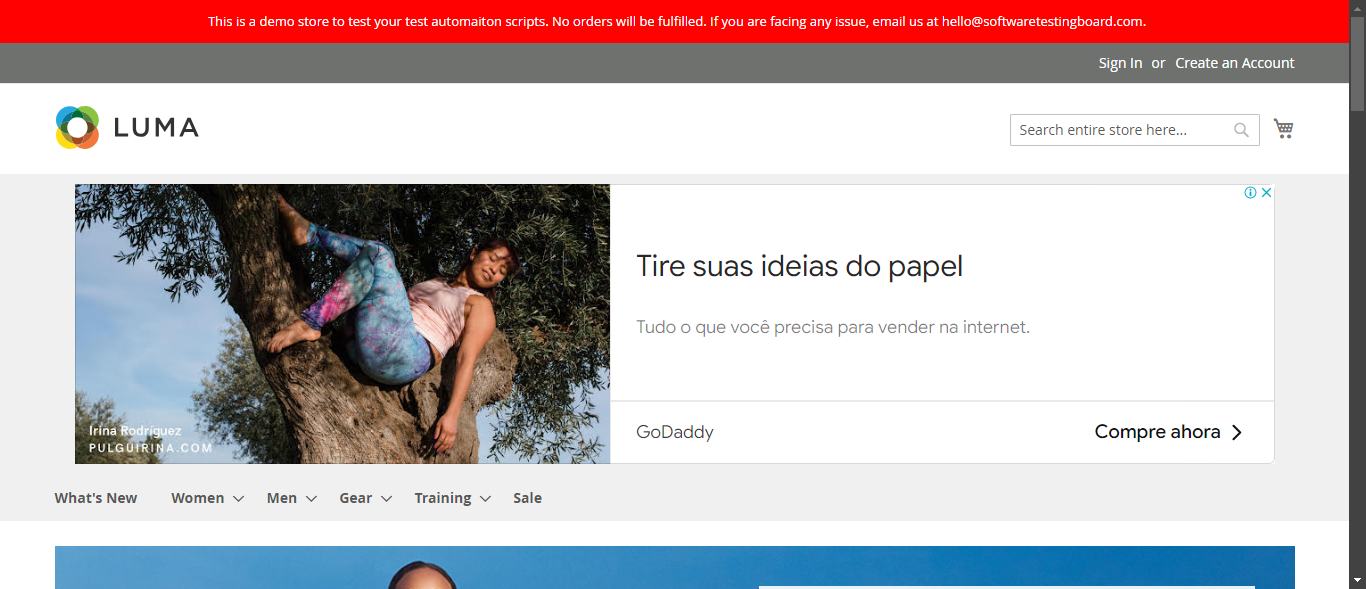 This is a demo store to test your test automaiton scripts. No orders will be fulfilled. If you are facing any issue, email us at hello@softwaretestingboard.com.
Sign In or Create an Account
LUMA
Search entire store here...
Tire suas ideias do papel
Tudo o que você precisa para vender na internet.
Irina Rodríguez
PULGUIRINA.COM
GoDaddy
Compre ahora
What's New Women Men Gear Training Sale